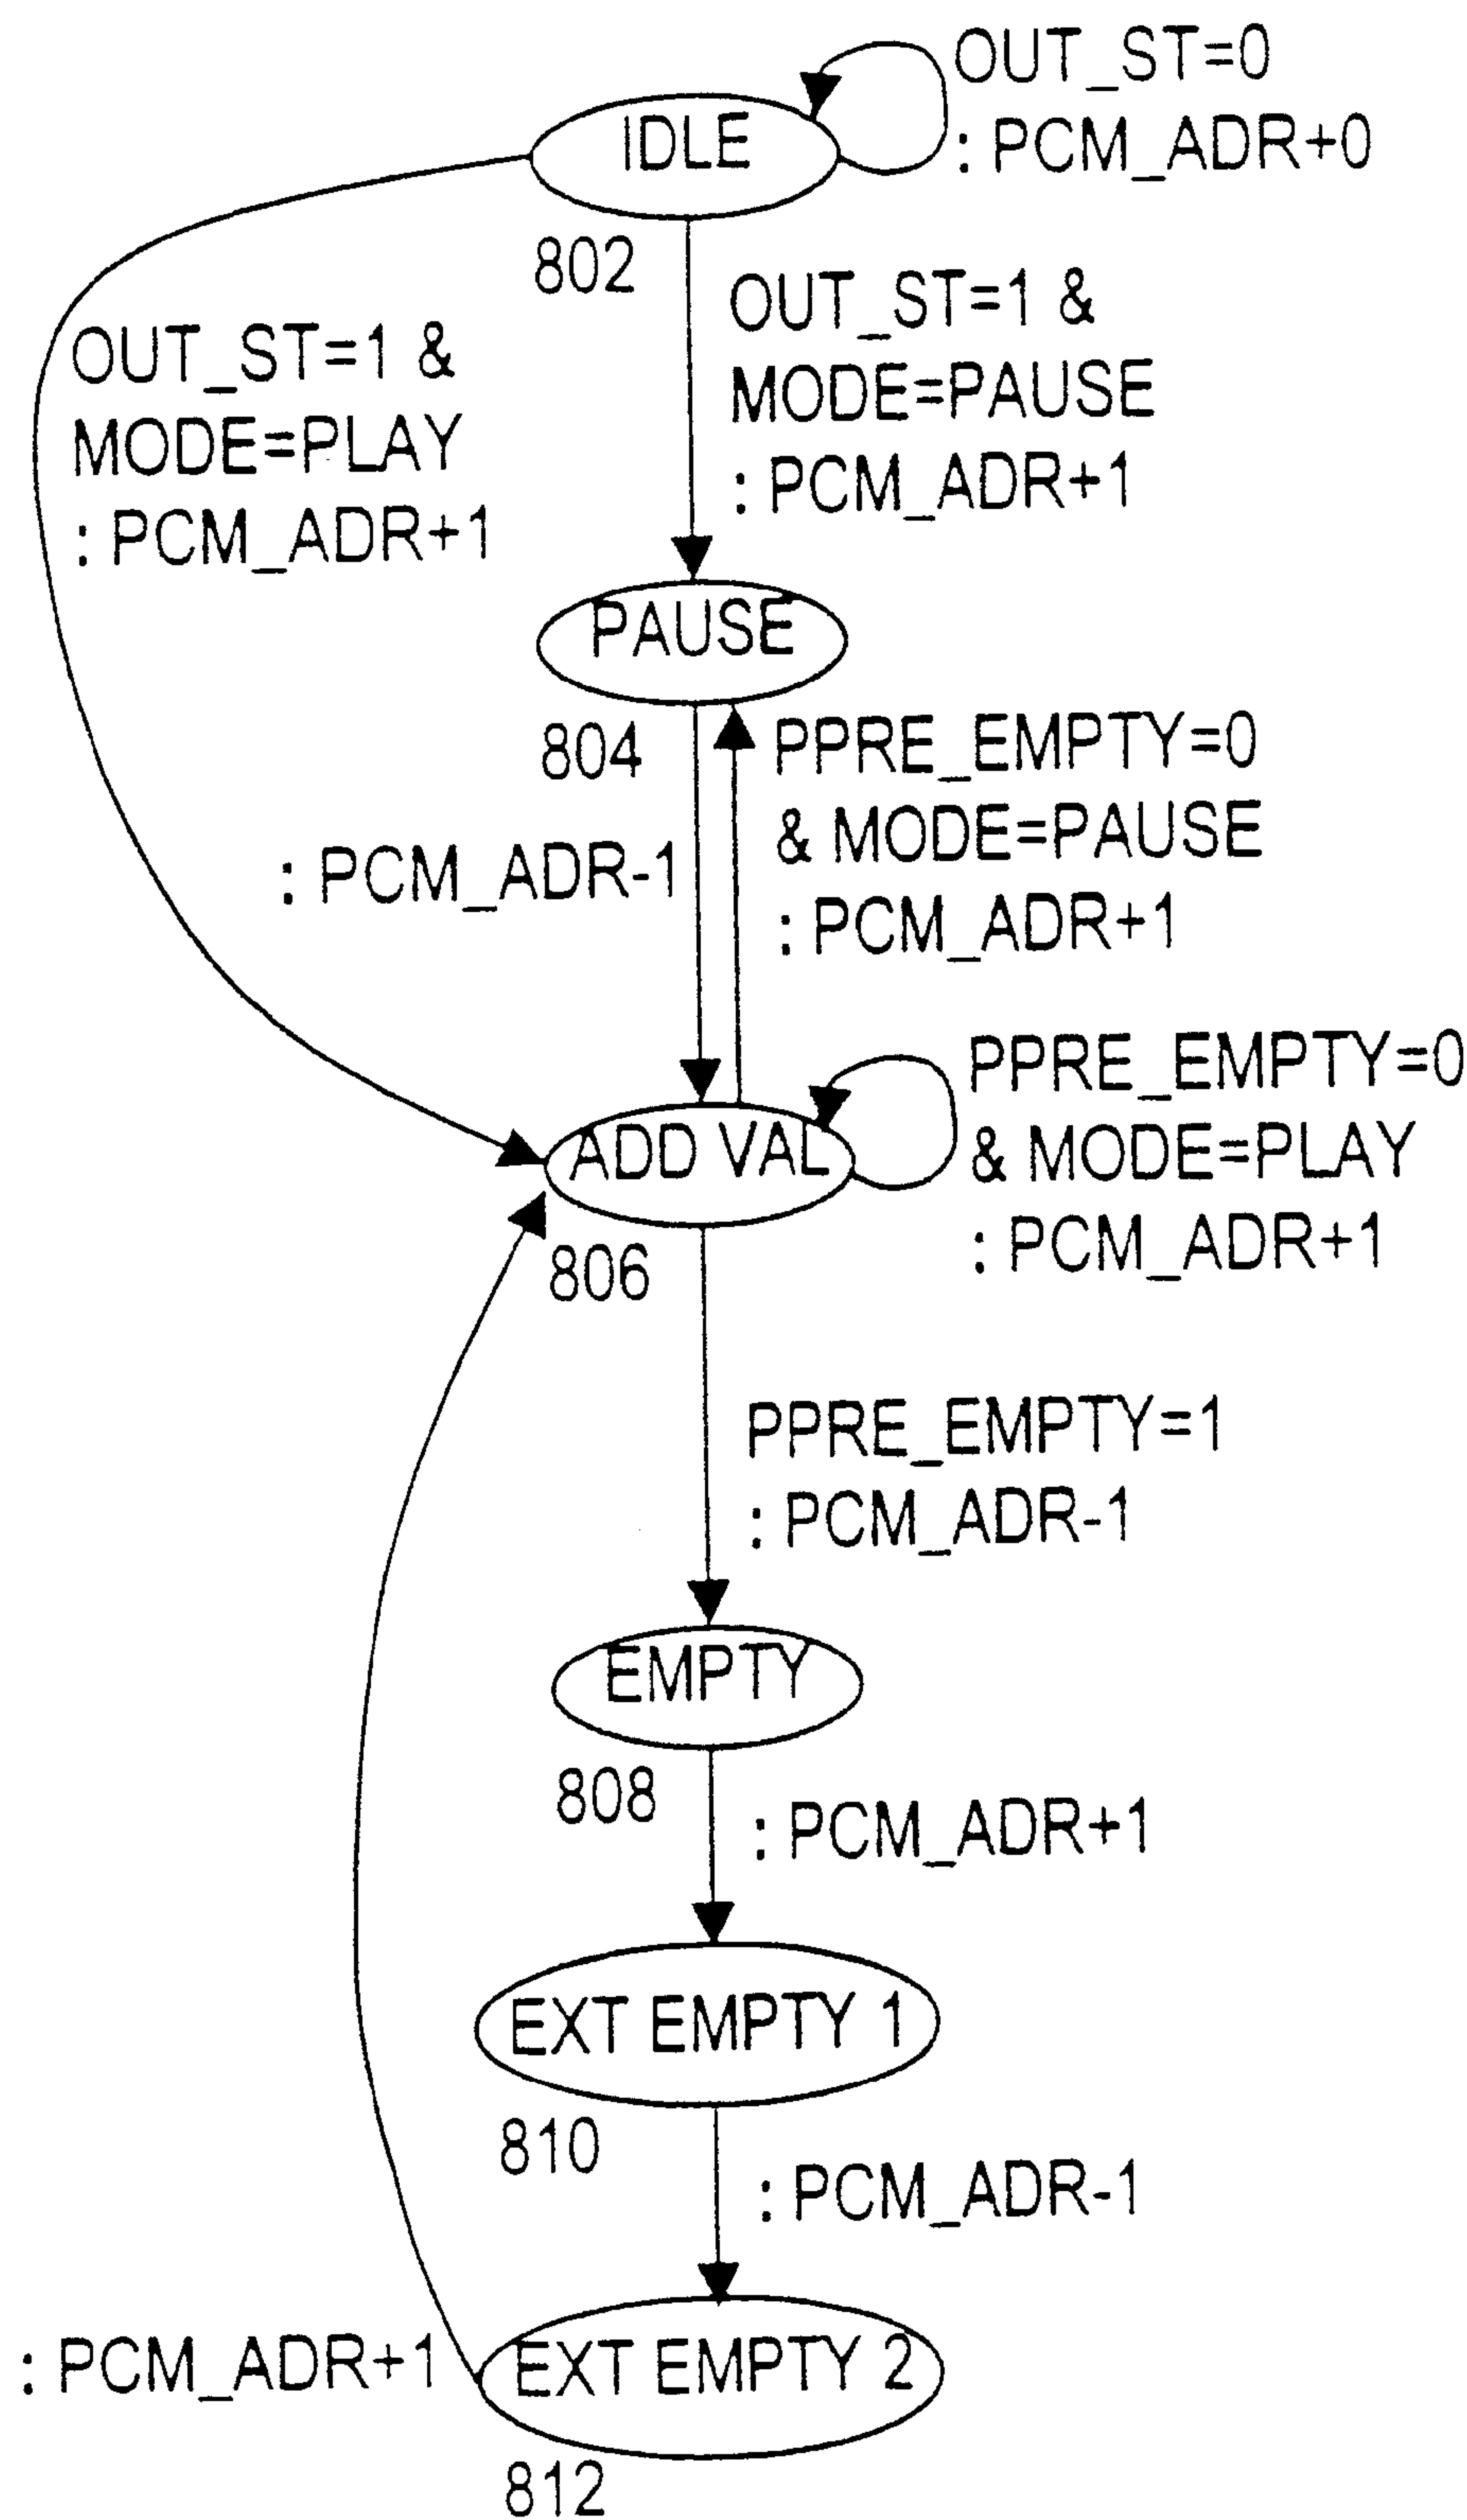 OUT_ST=0
: PCM_ADR+0
IDLE
802
OUT_ST=1 &
MODE=PAUSE
: PCM_ADR+1
OUT_ST=1 &
MODE=PLAY
: PCM_ADR+1
PAUSE
804
PPRE_EMPTY=0
& MODE=PAUSE
: PCM_ADR+1
: PCM_ADR-1
PPRE_EMPTY=0
& MODE=PLAY
: PCM_ADR+1
ADD VAL
806
PPRE_EMPTY=1
: PCM_ADR-1
EMPTY
808
: PCM_ADR+1
EXT EMPTY 1
810
: PCM_ADR-1
: PCM_ADR+1
EXT EMPTY 2
812